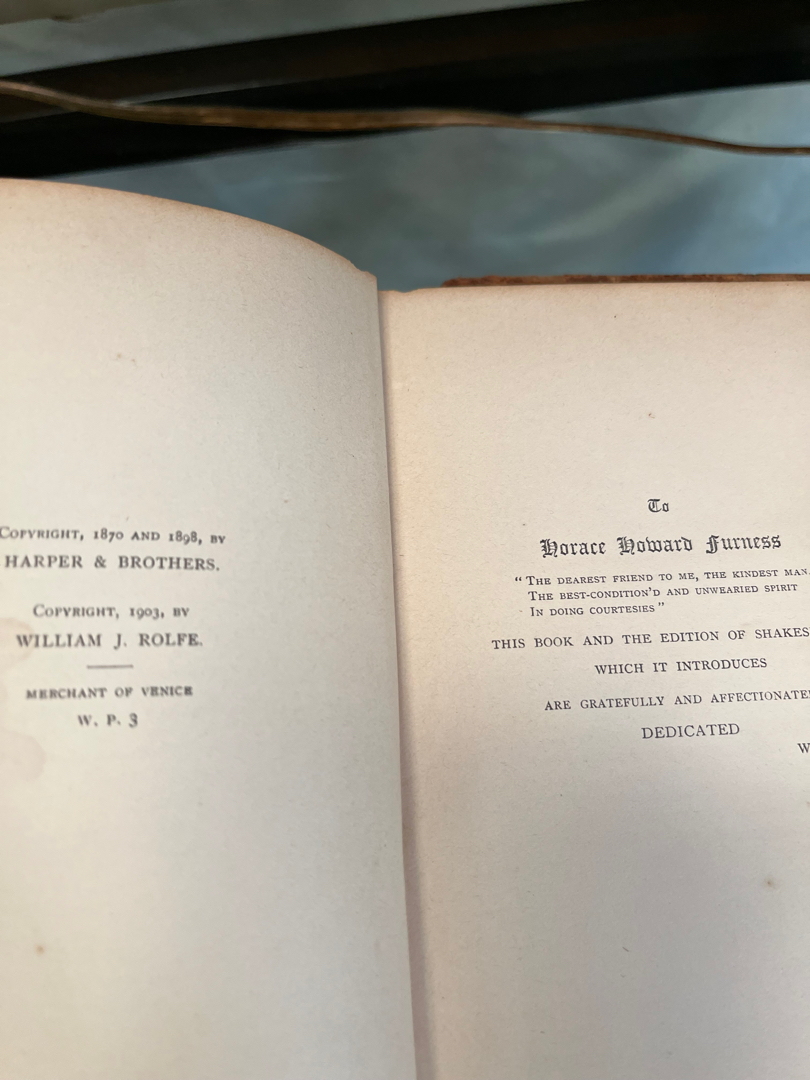 COPYRIGHT, 1870 AND 1898, BY
HARPER & BROTHERS.
COPYRIGHT, 1903, BY
WILLIAM J. ROLFE.
MERCHANT OF VENICE
W. P. 3
To
Horace Howard Furness
"THE DEAREST FRIEND TO ME, THE KINDEST MAN,
THE BEST-CONDITION'D AND UNWEARIED SPIRIT
IN DOING COURTESIES"
THIS BOOK AND THE EDITION OF SHAKES
WHICH IT INTRODUCES
ARE GRATEFULLY AND AFFECTIONATE
DEDICATED
W